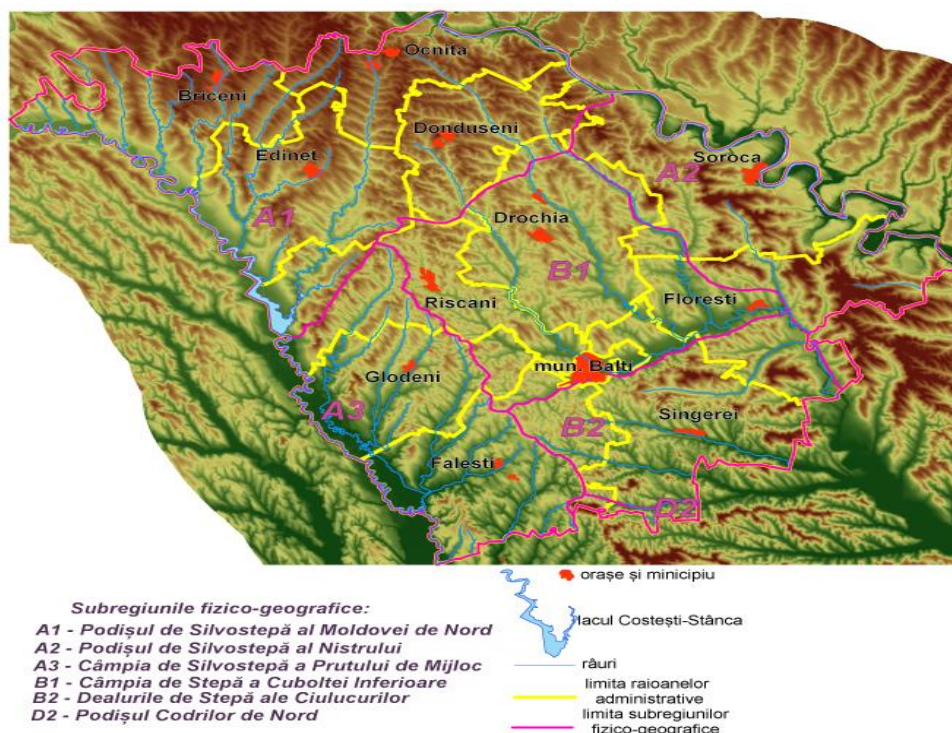 Ocnita
Briceni
Donduseni
Edinet
Soroca
A2
A1
Drochia
B1
Riscani
Floresti
mun. Balti
Glodeni
A3
B2
Singerei
Falesti
D2
Subregiunile fizico-geografice:
A1 - Podișul de Silvostepă al Moldovei de Nord
A2 - Podișul de Silvostepă al Nistrului
A3 - Câmpia de Silvostepă a Prutului de Mijloc
B1 - Câmpia de Stepă a Cuboltei Inferioare
B2 - Dealurile de Stepă ale Ciulucurilor
D2 - Podișul Codrilor de Nord
orașe și minicipiu
lacul Costești-Stânca
râuri
limita raioanelor
administrative
limita subregiunilor
fizico-geografice